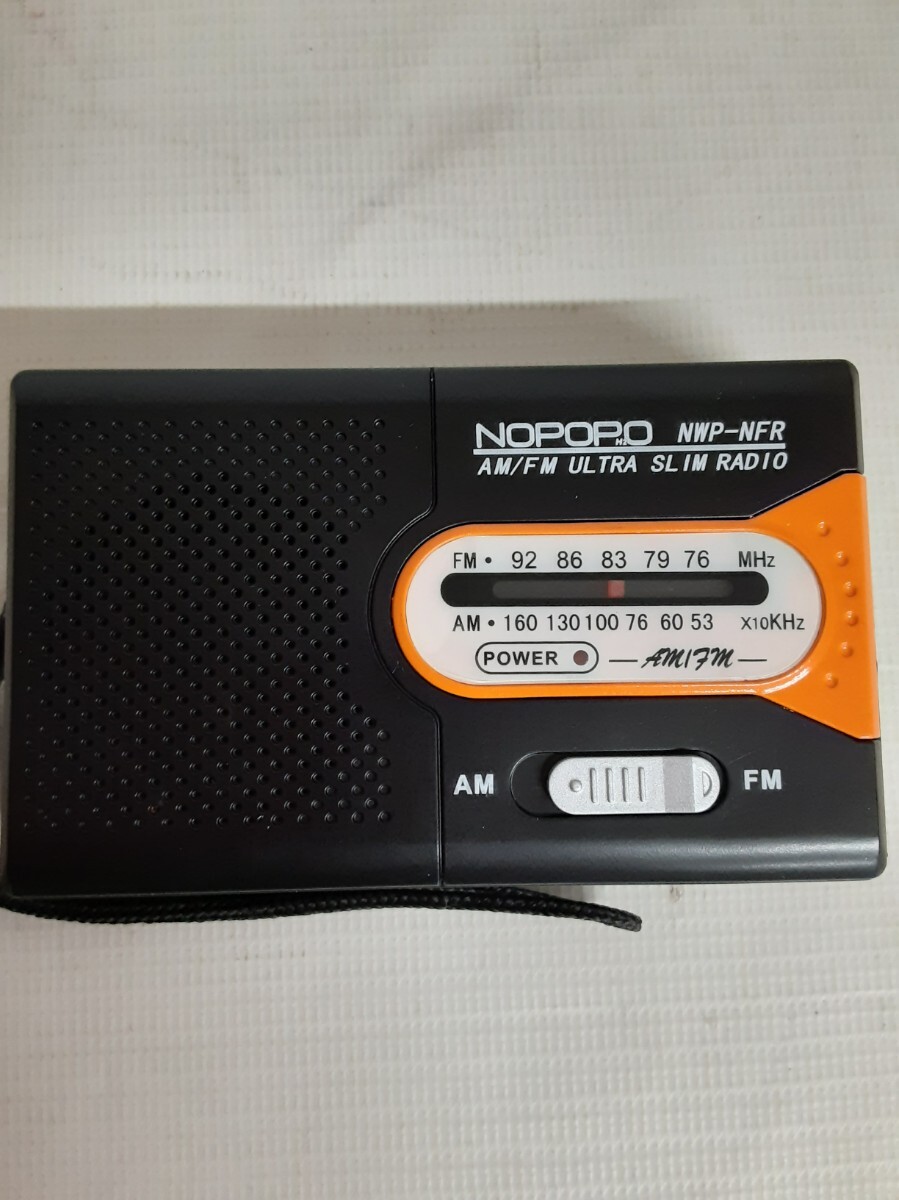 NOPOPO H2 NWP-NFR
AM/FM ULTRA SLIM RADIO
FM • 92 86 83 79 76 MHz
AM • 160 130 100 76 60 53 X10KHz
POWER — AM/FM —
AM FM